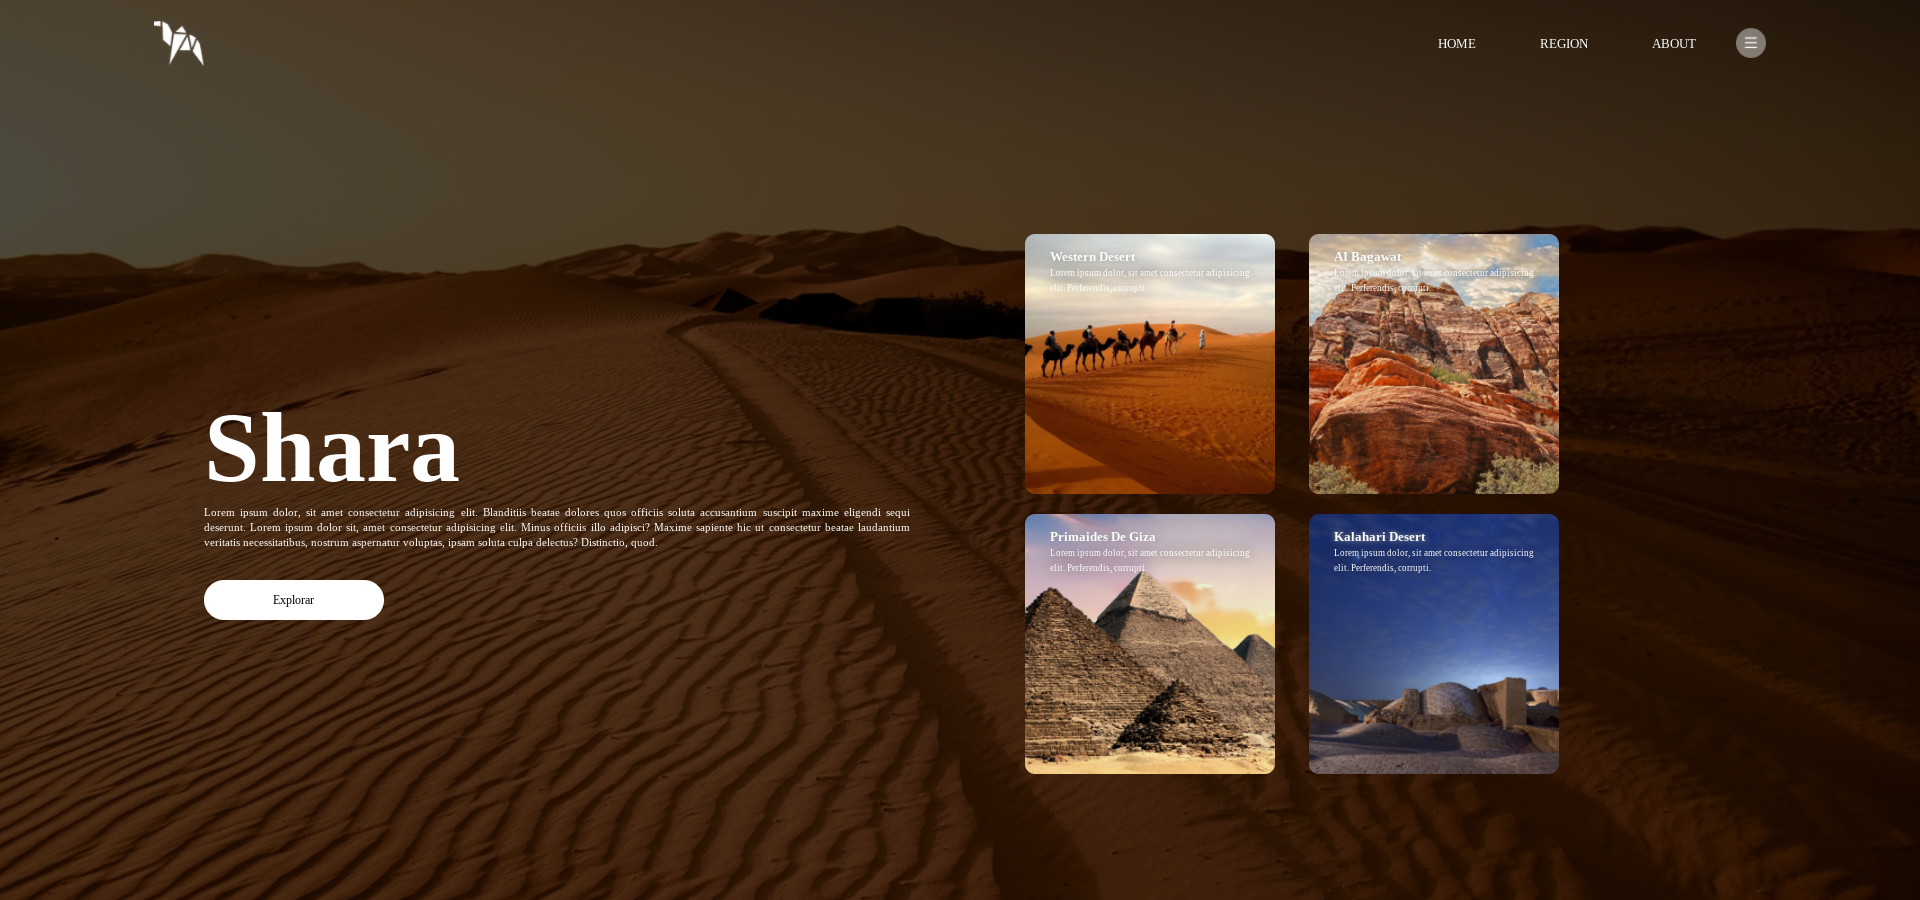 HOME
REGION
ABOUT
Shara
Lorem ipsum dolor, sit amet consectetur adipisicing elit. Blanditiis beatae dolores quos officiis soluta accusantium suscipit maxime eligendi sequi
deserunt. Lorem ipsum dolor sit, amet consectetur adipisicing elit. Minus officiis illo adipisci? Maxime sapiente hic ut consectetur beatae laudantium
veritatis necessitatibus, nostrum aspernatur voluptas, ipsam soluta culpa delectus? Distinctio, quod.
Explorar
Western Desert
Lorem ipsum dolor, sit amet consectetur adipisicing
elit. Perferendis, corrupti.
AI Bagawat
Lorem ipsum dolor, sit amet consectetur adipisicing
elit. Perferendis, corrupti.
Primaides De Giza
Lorem ipsum dolor, sit amet consectetur adipisicing
elit. Perferendis, corrupti.
Kalahari Desert
Lorem ipsum dolor, sit amet consectetur adipisicing
elit. Perferendis, corrupti.